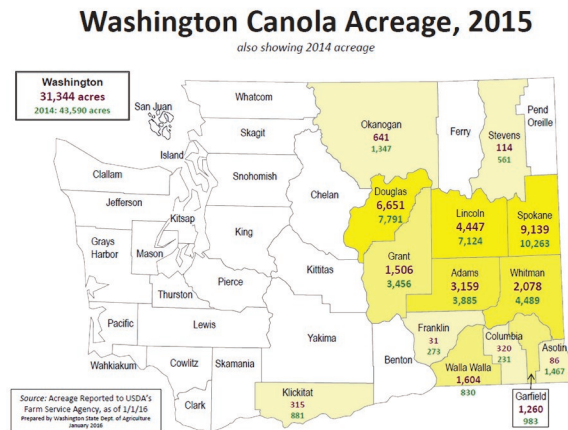 Washington Canola Acreage, 2015
also showing 2014 acreage
Washington
31,344 acres
2014: 43,590 acres
San Juan
Whatcom
Skagit
Island
Snohomish
Clallam
Jefferson
Kitsap
King
Chelan
Grays
Harbor
Mason
Kittitas
Pierce
Thurston
Pacific
Lewis
Yakima
Wahkiakum
Cowlitz
Skamania
Clark
Benton
Okanogan
641
1,347
Ferry
Stevens
114
561
Pend
Oreille
Douglas
6,651
7,791
Lincoln
4,447
7,124
Spokane
9,139
10,263
Grant
1,506
3,456
Adams
3,159
3,885
Whitman
2,078
4,489
Franklin
31
273
Columbia
320
231
Asotin
86
1,467
Walla Walla
1,604
830
Garfield
1,260
983
Klickitat
315
881
Source: Acreage Reported to USDA's
Farm Service Agency, as of 1/1/16
Prepared by Washington State Dept. of Agriculture
January 2016